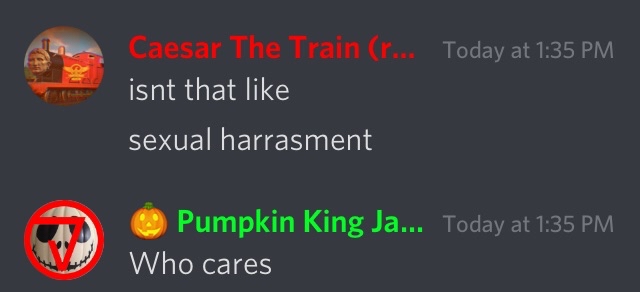 Caesar The Train (r... Today at 1:35 PM
isnt that like
sexual harrasment
🎃 Pumpkin King Ja... Today at 1:35 PM
Who cares